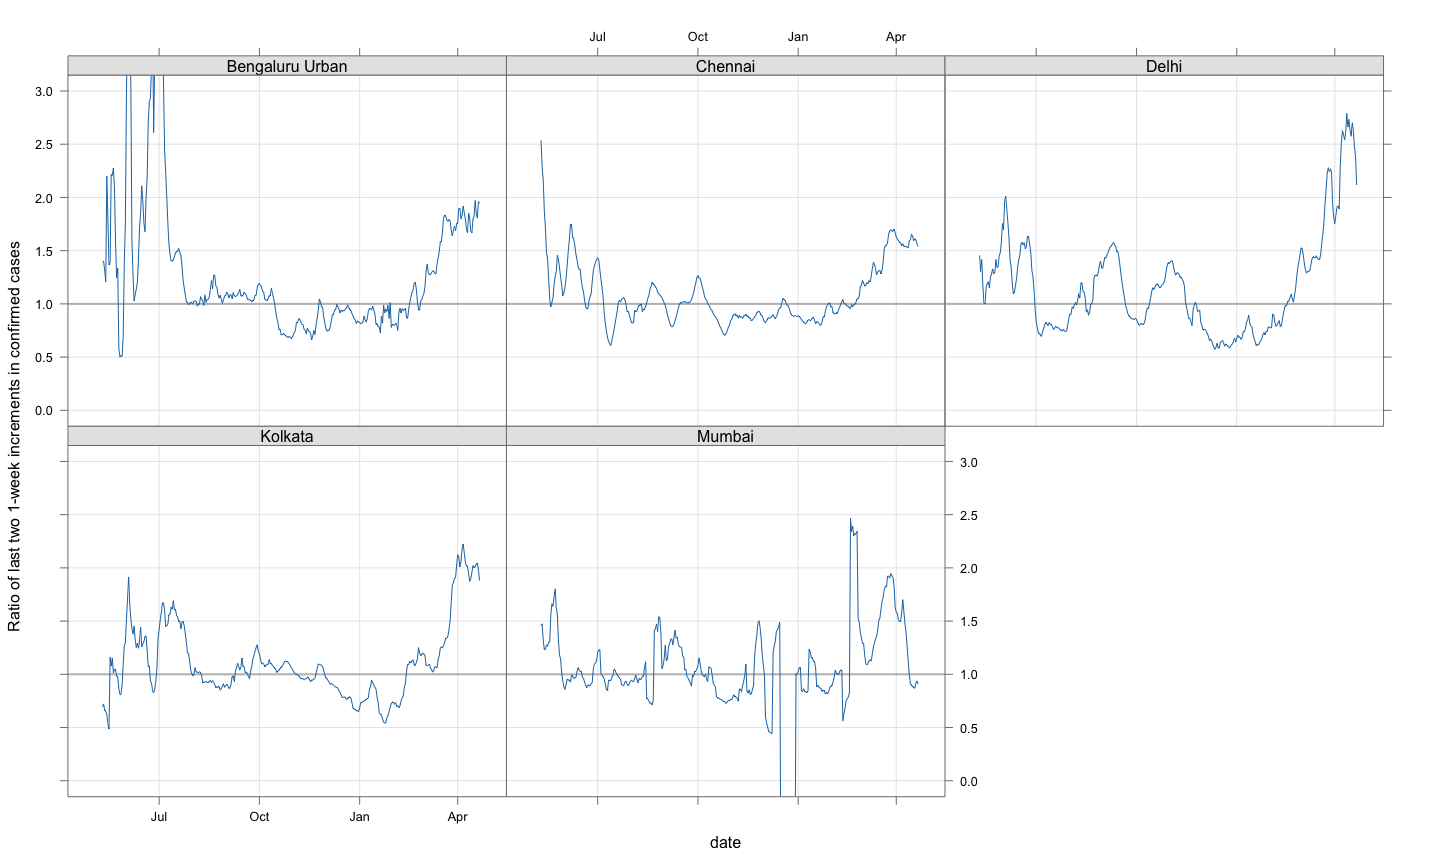 Jul Oct Jan Apr
Bengaluru Urban Chennai Delhi
3.0
2.5
2.0
1.5
1.0
0.5
0.0
Ratio of last two 1-week increments in confirmed cases
Kolkata Mumbai
3.0
2.5
2.0
1.5
1.0
0.5
0.0
Jul Oct Jan Apr
date